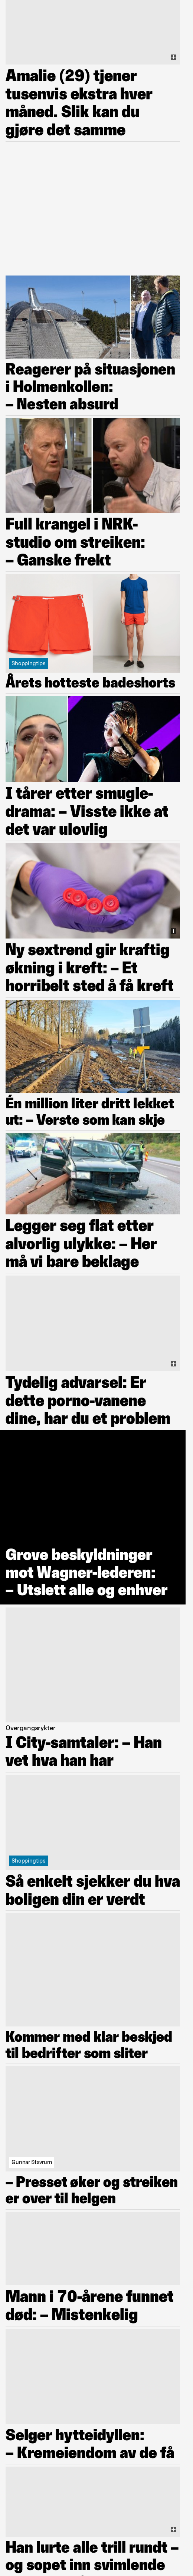 Amalie (29) tjener
tusenvis ekstra hver
måned. Slik kan du
gjøre det samme
Reagerer på situasjonen
i Holmenkollen:
– Nesten absurd
Full krangel i NRK-
studio om streiken:
– Ganske frekt
Shoppingtips
Årets hotteste badeshorts
I tårer etter smugle-
drama: – Visste ikke at
det var ulovlig
Ny sextrend gir kraftig
økning i kreft: – Et
horribelt sted å få kreft
Én million liter dritt lekket
ut: – Verste som kan skje
Legger seg flat etter
alvorlig ulykke: – Her
må vi bare beklage
Tydelig advarsel: Er
dette porno-vanene
dine, har du et problem
Grove beskyldninger
mot Wagner-lederen:
– Utslett alle og enhver
Overgangsrykter
I City-samtaler: – Han
vet hva han har
Shoppingtips
Så enkelt sjekker du hva
boligen din er verdt
Kommer med klar beskjed
til bedrifter som sliter
Gunnar Stavrum
– Presset øker og streiken
er over til helgen
Mann i 70-årene funnet
død: – Mistenkelig
Selger hytteidyllen:
– Kremeiendom av de få
Han lurte alle trill rundt –
og sopet inn svimlende